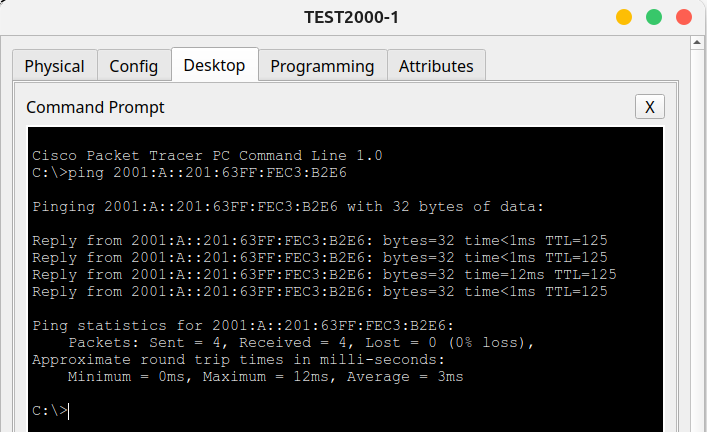 TEST2000-1
Physical Config Desktop Programming Attributes
Command Prompt X
Cisco Packet Tracer PC Command Line 1.0
C:\>ping 2001:A::201:63FF:FEC3:B2E6
Pinging 2001:A::201:63FF:FEC3:B2E6 with 32 bytes of data:
Reply from 2001:A::201:63FF:FEC3:B2E6: bytes=32 time<1ms TTL=125
Reply from 2001:A::201:63FF:FEC3:B2E6: bytes=32 time<1ms TTL=125
Reply from 2001:A::201:63FF:FEC3:B2E6: bytes=32 time=12ms TTL=125
Reply from 2001:A::201:63FF:FEC3:B2E6: bytes=32 time<1ms TTL=125
Ping statistics for 2001:A::201:63FF:FEC3:B2E6:
Packets: Sent = 4, Received = 4, Lost = 0 (0% loss),
Approximate round trip times in milli-seconds:
Minimum = 0ms, Maximum = 12ms, Average = 3ms
C:\>